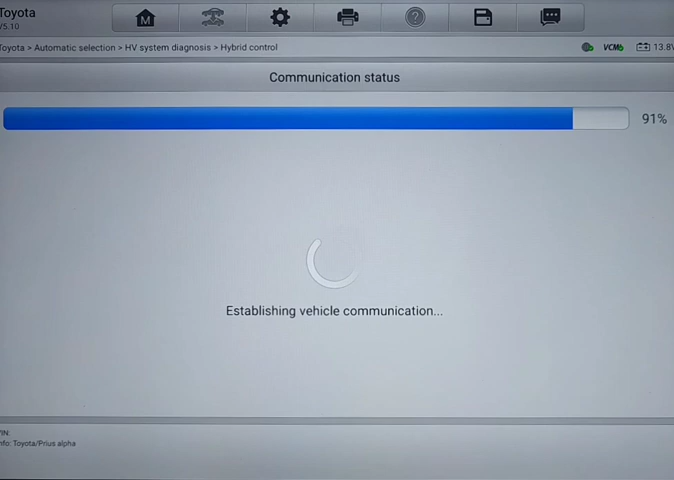 Toyota
V5.10
M
?
Toyota > Automatic selection > HV system diagnosis > Hybrid control
VCMI
13.8V
Communication status
91%
Establishing vehicle communication...
VIN:
Info: Toyota/Prius alpha